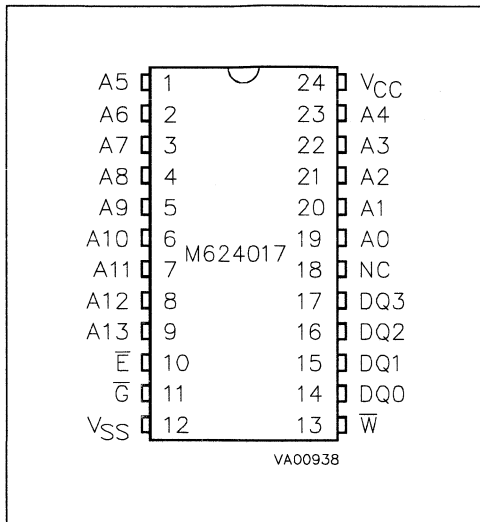 A5 1 24 VCC
A6 2 23 A4
A7 3 22 A3
A8 4 21 A2
A9 5 20 A1
A10 6 19 A0
M624017
A11 7 18 NC
A12 8 17 DQ3
A13 9 16 DQ2
E̅ 10 15 DQ1
G̅ 11 14 DQ0
VSS 12 13 W̅
VA00938